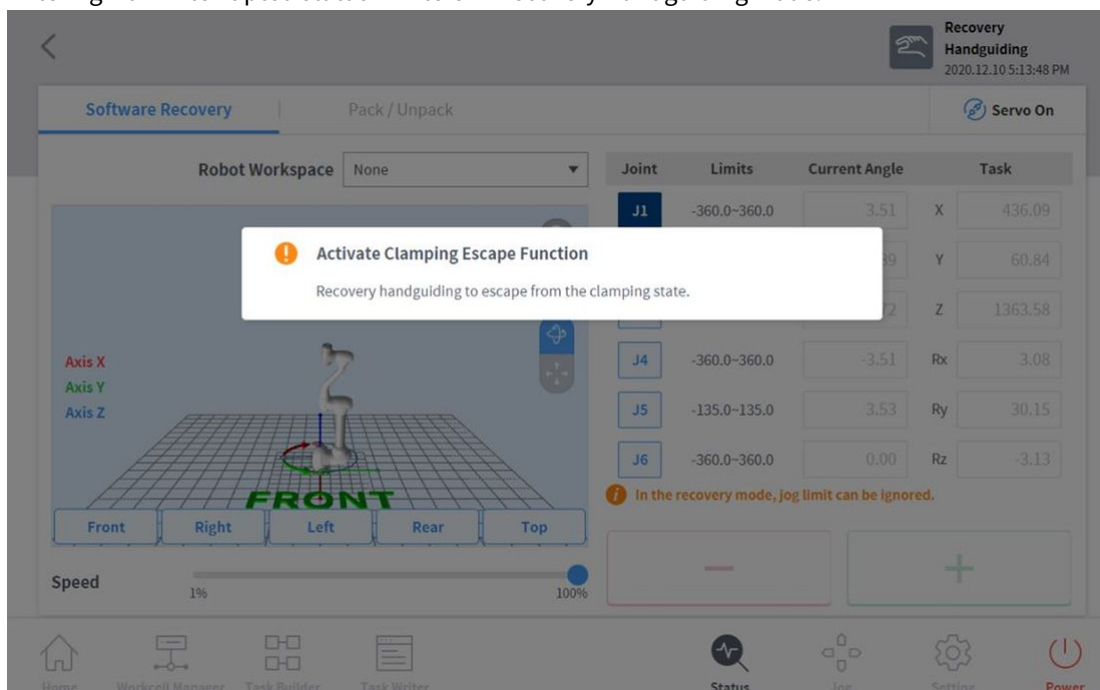 Recovery
Handguiding
2020.12.10 5:13:48 PM
Software Recovery
Pack / Unpack
Servo On
Robot Workspace
None
Joint Limits Current Angle Task
J1 -360.0~360.0 3.51 X 436.09
Activate Clamping Escape Function
Recovery handguiding to escape from the clamping state.
Y 60.84
Z 1363.58
Axis X
Axis Y
Axis Z
J4 -360.0~360.0 -3.51 Rx 3.08
J5 -135.0~135.0 3.53 Ry 30.15
J6 -360.0~360.0 0.00 Rz -3.13
In the recovery mode, jog limit can be ignored.
FRONT
Front Right Left Rear Top
Speed
1% 100%
Home Workcell Manager Task Builder Task Writer Status Jog Setting Power